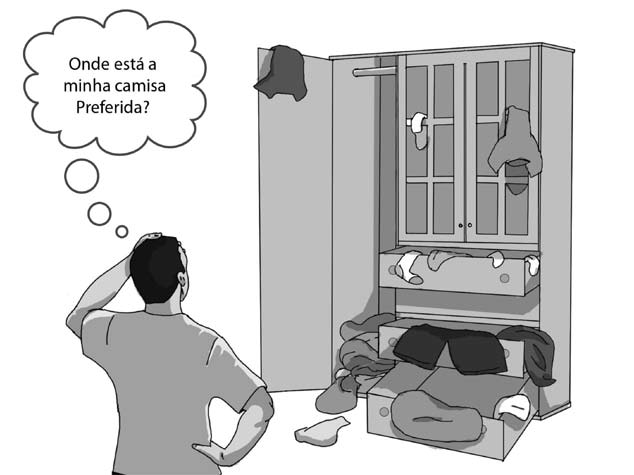 Onde está a
minha camisa
Preferida?